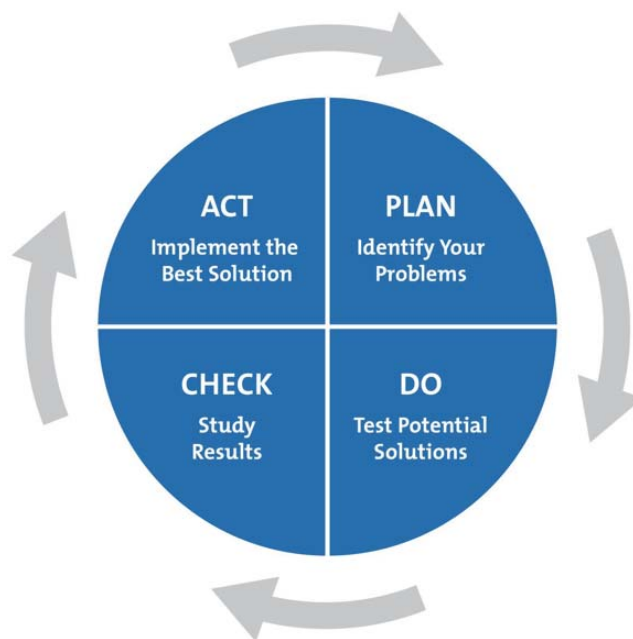 ACT
Implement the
Best Solution
PLAN
Identify Your
Problems
CHECK
Study
Results
DO
Test Potential
Solutions